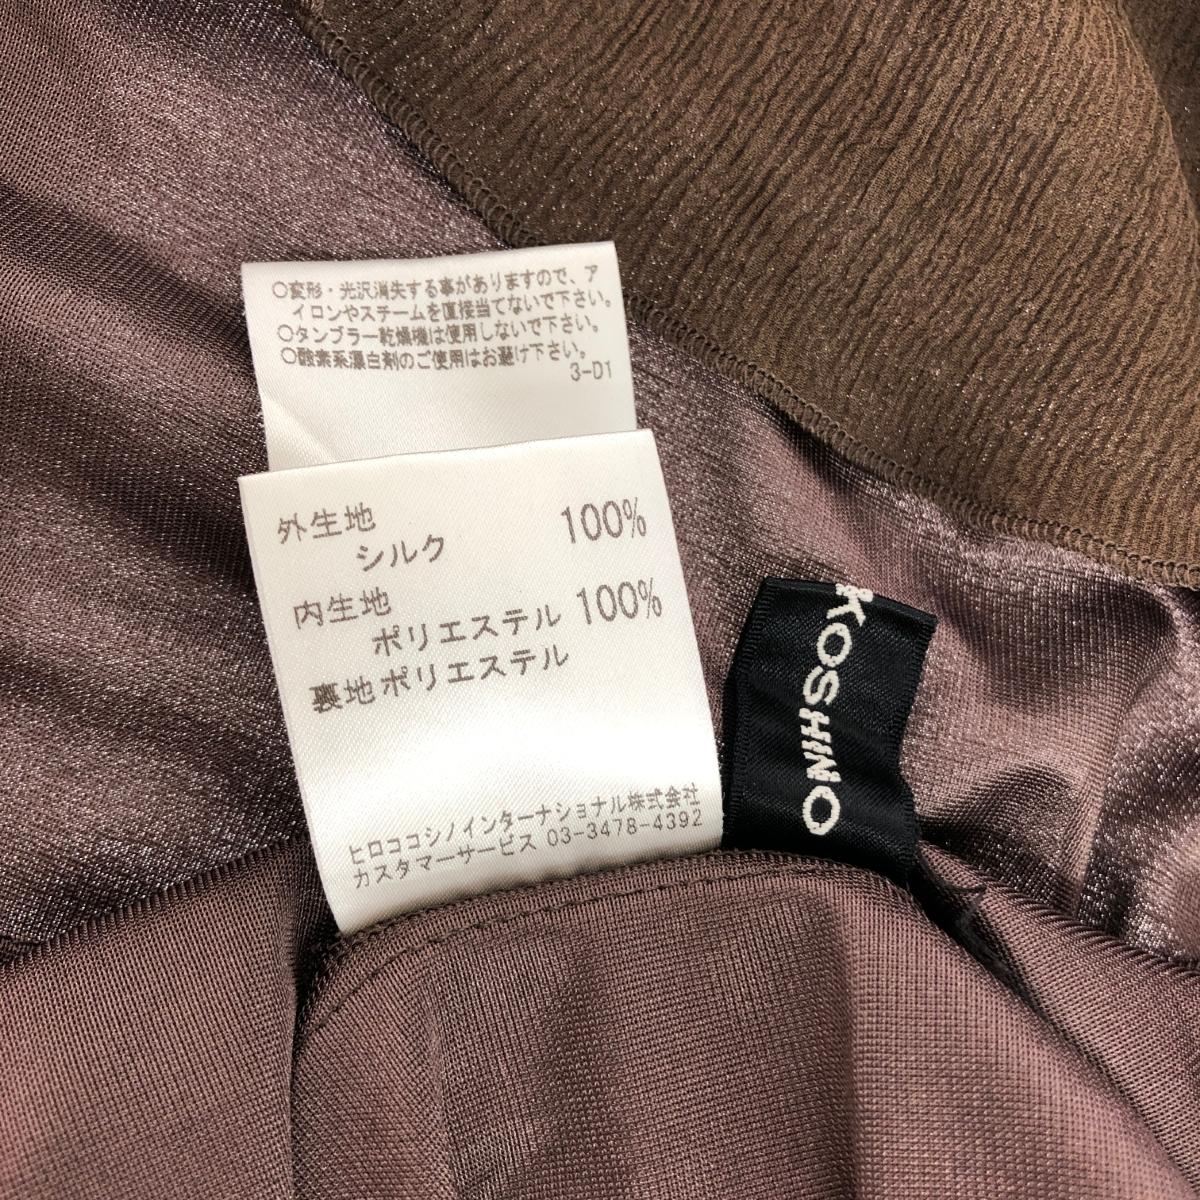 ○変形・光沢消失する事がありますので、ア
イロンやスチームを直接当てないで下さい。
○タンブラー乾燥機は使用しないで下さい。
○酸素系漂白剤のご使用はお避け下さい。
3-D1
外生地
シルク 100%
内生地
ポリエステル 100%
裏地ポリエステル
ヒロココシノインターナショナル株式会社
カスタマーサービス 03-3478-4392
KOSHINO